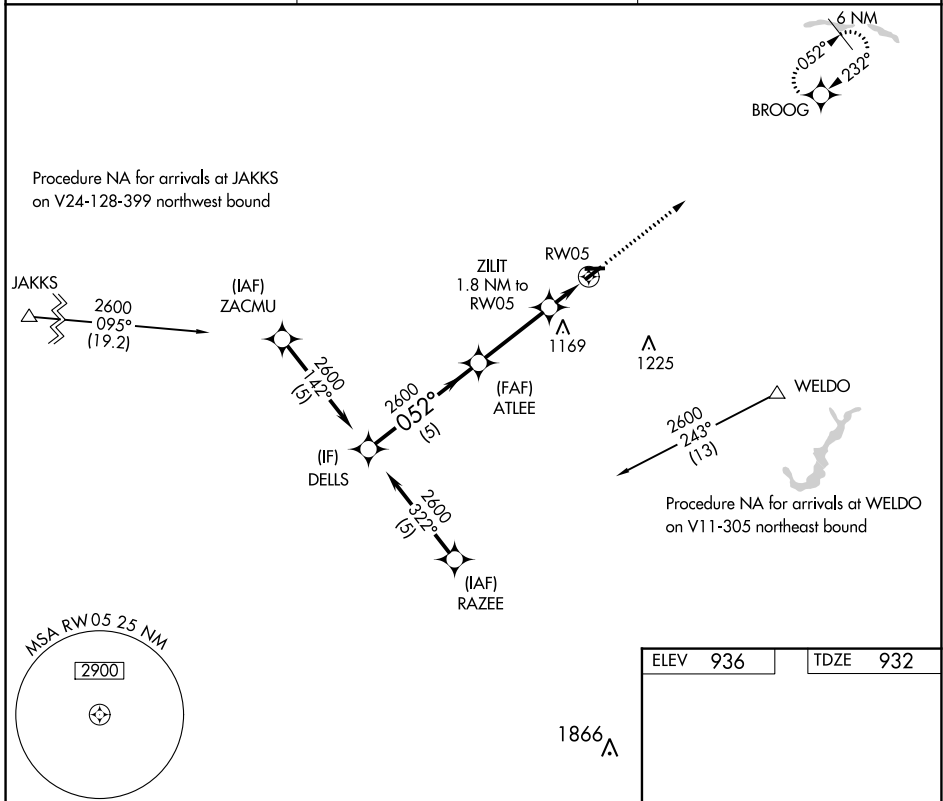 6 NM
052°
232°
BROOG
Procedure NA for arrivals at JAKKS
on V24-128-399 northwest bound
JAKKS
2600
095°
(19.2)
(IAF)
ZACMU
2600
142°
(5)
ZILIT
1.8 NM to
RW05
RW05
1169
1225
(FAF)
ATLEE
2600
052°
(5)
(IF)
DELLS
WELDO
2600
243°
(13)
Procedure NA for arrivals at WELDO
on V11-305 northeast bound
2600
322°
(5)
(IAF)
RAZEE
MSA RW05 25 NM
2900
ELEV 936
TDZE 932
1866